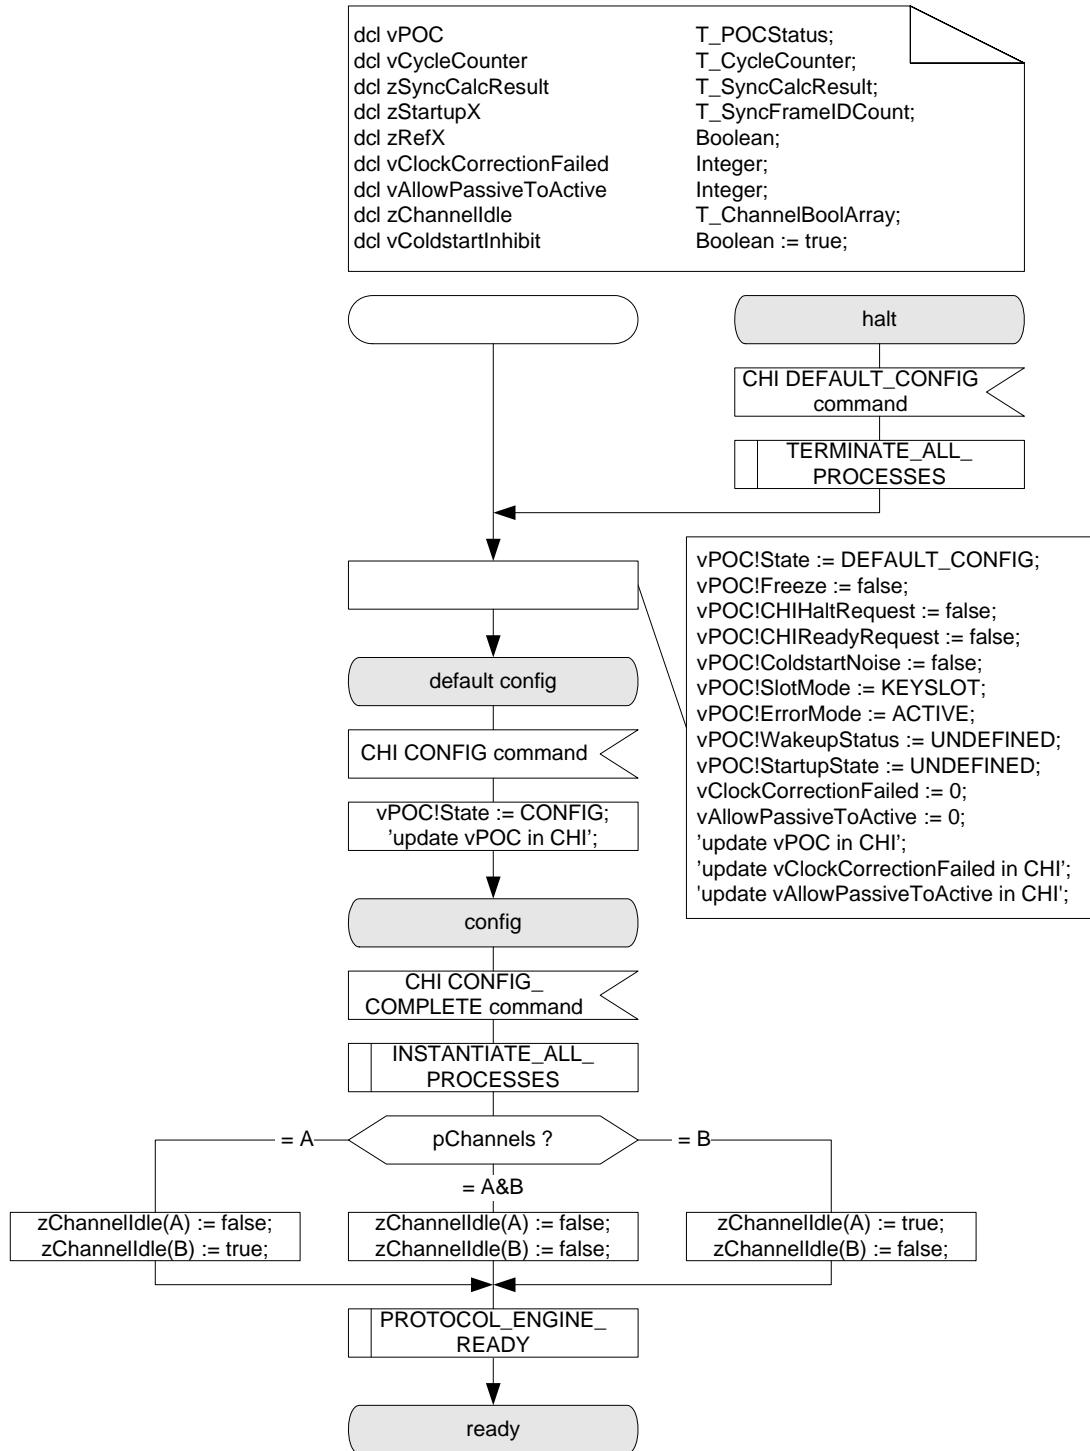 dcl vPOC T_POCStatus;
dcl vCycleCounter T_CycleCounter;
dcl zSyncCalcResult T_SyncCalcResult;
dcl zStartupX T_SyncFrameIDCount;
dcl zRefX Boolean;
dcl vClockCorrectionFailed Integer;
dcl vAllowPassiveToActive Integer;
dcl zChannelIdle T_ChannelBoolArray;
dcl vColdstartInhibit Boolean := true;
halt
CHI DEFAULT_CONFIG
command
TERMINATE_ALL_
PROCESSES
vPOC!State := DEFAULT_CONFIG;
vPOC!Freeze := false;
vPOC!CHIHaltRequest := false;
vPOC!CHIReadyRequest := false;
vPOC!ColdstartNoise := false;
vPOC!SlotMode := KEYSLOT;
vPOC!ErrorMode := ACTIVE;
vPOC!WakeupStatus := UNDEFINED;
vPOC!StartupState := UNDEFINED;
vClockCorrectionFailed := 0;
vAllowPassiveToActive := 0;
’update vPOC in CHI’;
’update vClockCorrectionFailed in CHI’;
'update vAllowPassiveToActive in CHI';
default config
CHI CONFIG command
vPOC!State := CONFIG;
’update vPOC in CHI’;
config
CHI CONFIG_
COMPLETE command
INSTANTIATE_ALL_
PROCESSES
= A
pChannels ?
= B
= A&B
zChannelIdle(A) := false;
zChannelIdle(B) := true;
zChannelIdle(A) := false;
zChannelIdle(B) := false;
zChannelIdle(A) := true;
zChannelIdle(B) := false;
PROTOCOL_ENGINE_
READY
ready